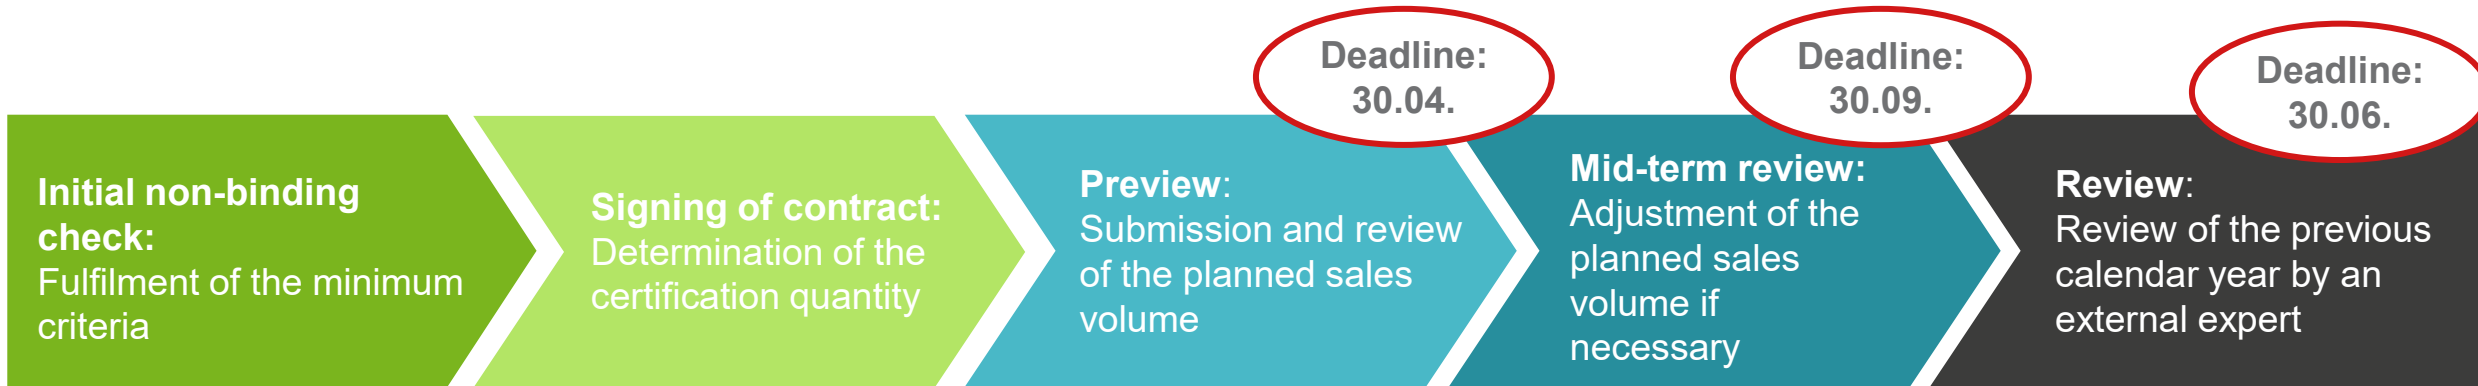 Initial non-binding
check:
Fulfilment of the minimum
criteria
Signing of contract:
Determination of the
certification quantity
Deadline:
30.04.
Preview:
Submission and review
of the planned sales
volume
Deadline:
30.09.
Mid-term review:
Adjustment of the
planned sales
volume if
necessary
Deadline:
30.06.
Review:
Review of the previous
calendar year by an
external expert